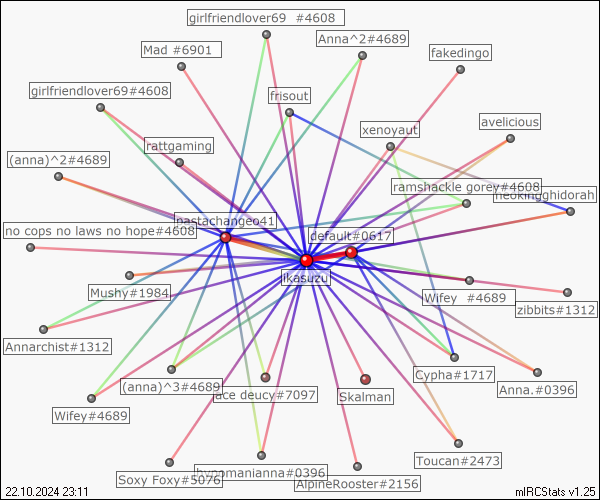 girlfriendlover69 #4608
Anna^2#4689
Mad #6901
fakedingo
girlfriendlover69#4608
frisout
avelicious
xenoyaut
rattgaming
(anna)^2#4689
ramshackle gorey#4608
neokingghidorah
pastachangeo41
no cops no laws no hope#4608
default#0617
ikasuzu
Mushy#1984
Wifey #4689
zibbits#1312
Annarchist#1312
Cypha#1717
(anna)^3#4689
Anna.#0396
ace deucy#7097
Skalman
Wifey#4689
Toucan#2473
hypomanianna#0396
Soxy Foxy#5076
AlpineRooster#2156
22.10.2024 23:11
mIRCStats v1.25